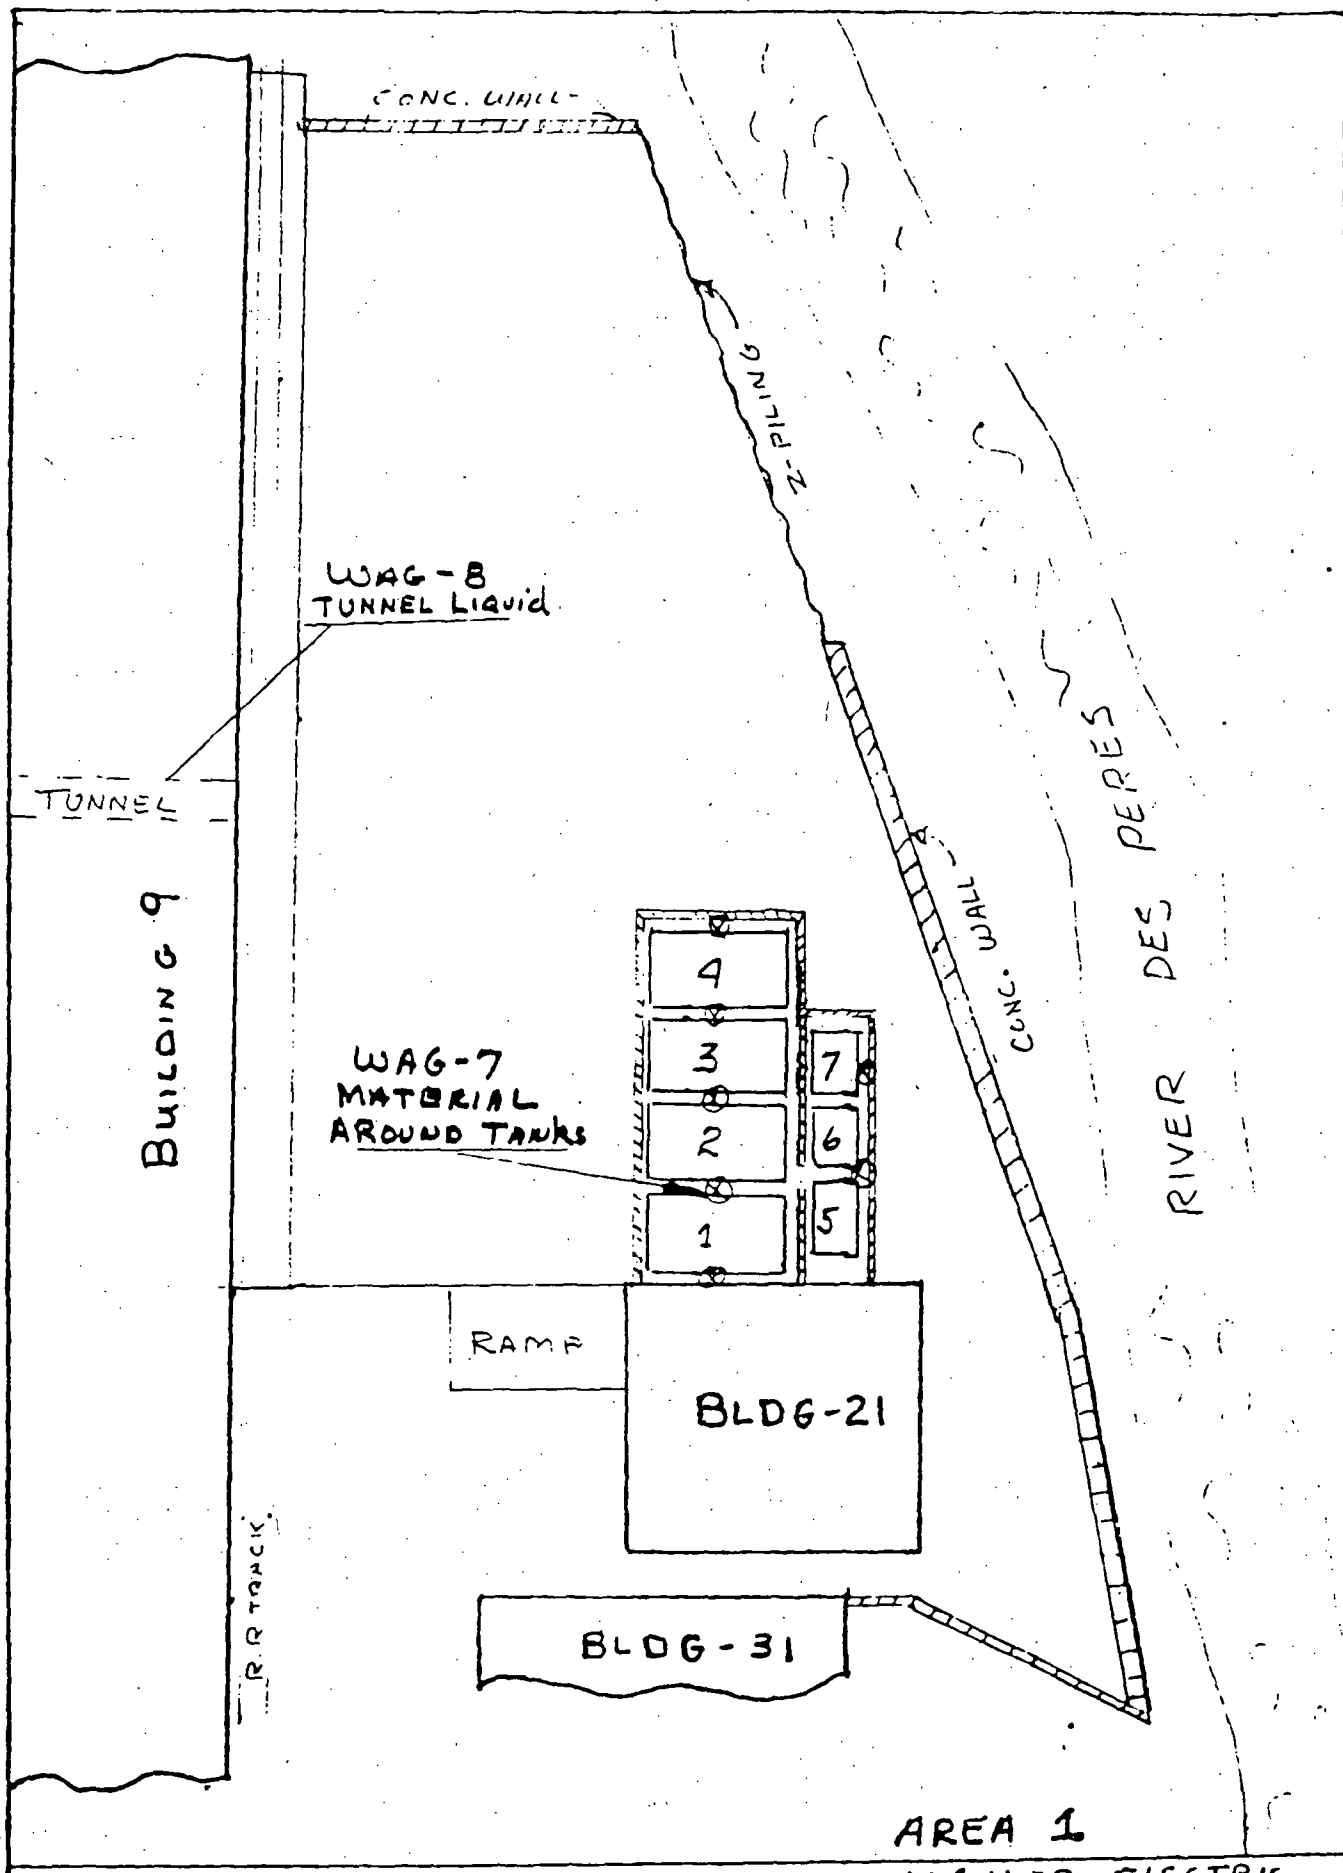 CONC. WALL
Z-PILING
WAG-8
TUNNEL Liquid
TUNNEL
BUILDING 9
CONC. WALL
RIVER DES PERES
4
3
2
1
7
6
5
WAG-7
MATERIAL
AROUND TANKS
RAMP
BLDG-21
R.R TRACK
BLDG-31
AREA 1
ELECTRIC